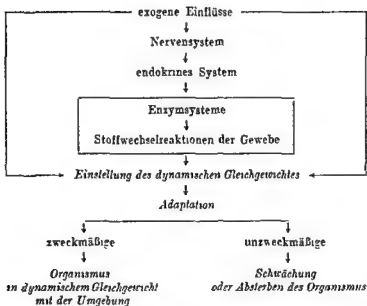 exogene Einflüsse
Nervensystem
endokrines System
Enzymsysteme
Stoffwechselreaktionen der Gewebe
Einstellung des dynamischen Gleichgewichtes
Adaptation
zweckmäßige
unzweckmäßige
Organismus
in dynamischem Gleichgewicht
mit der Umgebung
Schwächung
oder Absterben des Organismus